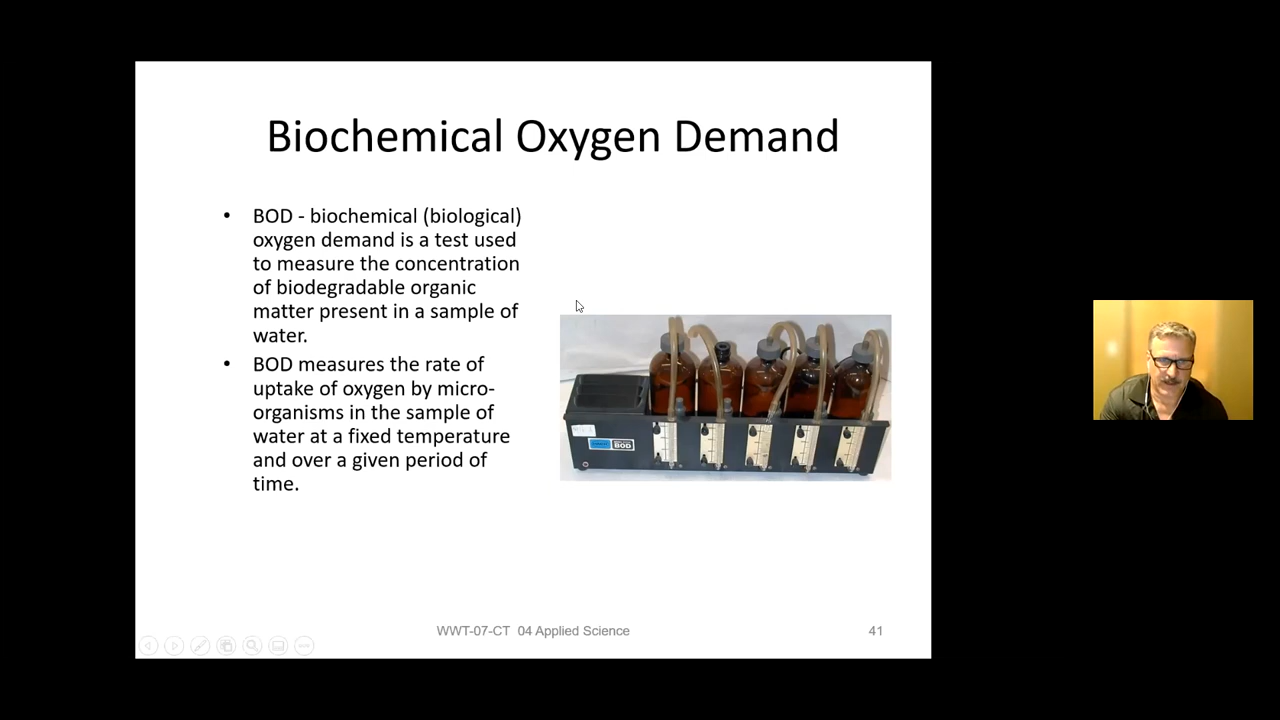 Biochemical Oxygen Demand
• BOD - biochemical (biological)
oxygen demand is a test used
to measure the concentration
of biodegradable organic
matter present in a sample of
water.
• BOD measures the rate of
uptake of oxygen by micro-
organisms in the sample of
water at a fixed temperature
and over a given period of
time.
BOD
WWT-07-CT 04 Applied Science
41